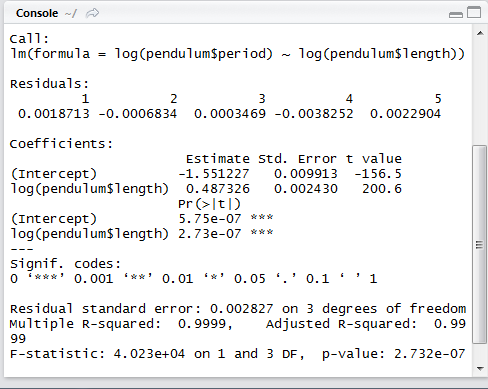 Console ~/
Call:
lm(formula = log(pendulum$period) ~ log(pendulum$length))
Residuals:
1 2 3 4 5
0.0018713 -0.0006834 0.0003469 -0.0038252 0.0022904
Coefficients:
Estimate Std. Error t value
(Intercept) -1.551227 0.009913 -156.5
log(pendulum$length) 0.487326 0.002430 200.6
Pr(>|t|)
(Intercept) 5.75e-07 ***
log(pendulum$length) 2.73e-07 ***
---
Signif. codes:
0 ‘***’ 0.001 ‘**’ 0.01 ‘*’ 0.05 ‘.’ 0.1 ‘ ’ 1
Residual standard error: 0.002827 on 3 degrees of freedom
Multiple R-squared: 0.9999, Adjusted R-squared: 0.99
99
F-statistic: 4.023e+04 on 1 and 3 DF, p-value: 2.732e-07